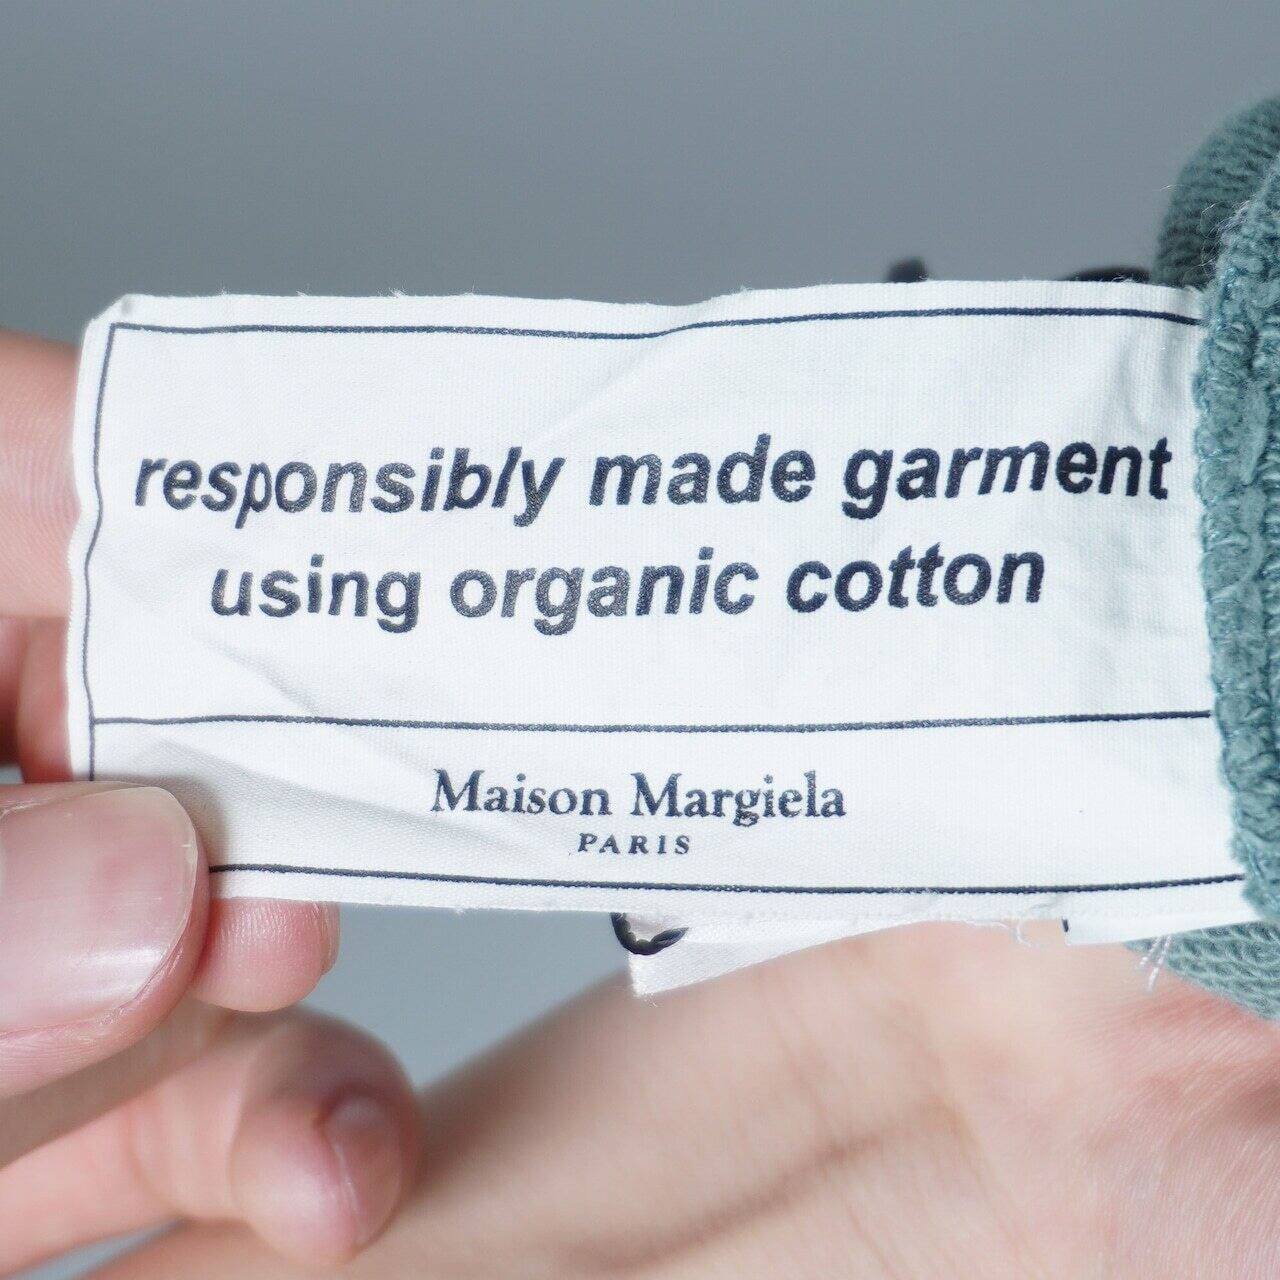 responsibly made garment
using organic cotton
Maison Margiela
PARIS